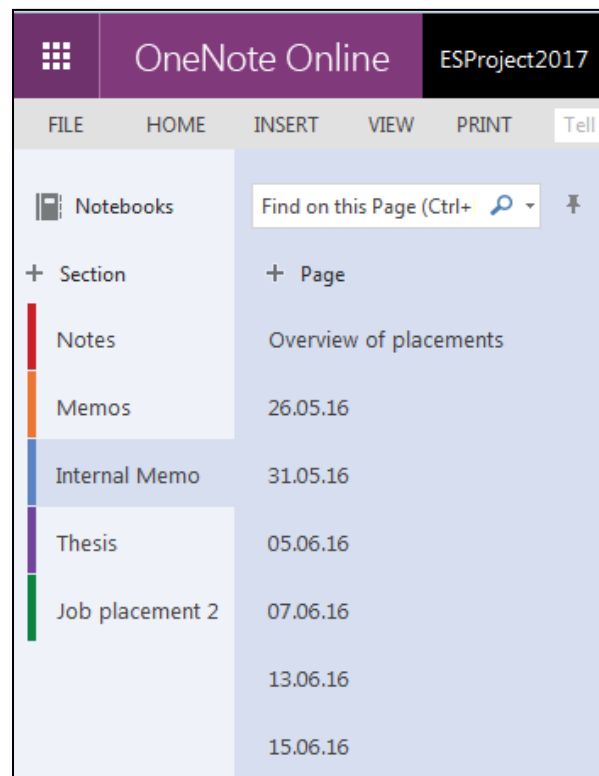 OneNote Online ESProject2017
FILE HOME INSERT VIEW PRINT Tell
Notebooks Find on this Page (Ctrl+
+ Section + Page
Notes Overview of placements
Memos 26.05.16
Internal Memo 31.05.16
Thesis 05.06.16
Job placement 2 07.06.16
13.06.16
15.06.16